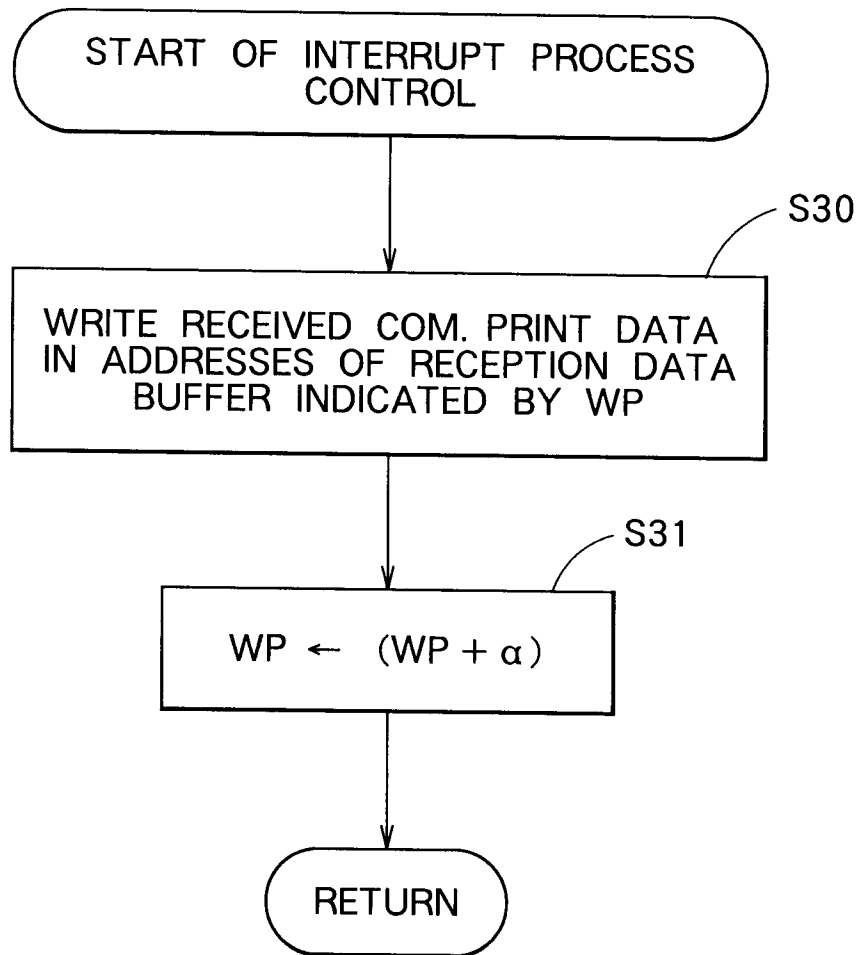 START OF INTERRUPT PROCESS
CONTROL
S30
WRITE RECEIVED COM. PRINT DATA
IN ADDRESSES OF RECEPTION DATA
BUFFER INDICATED BY WP
S31
WP ← (WP + α)
RETURN